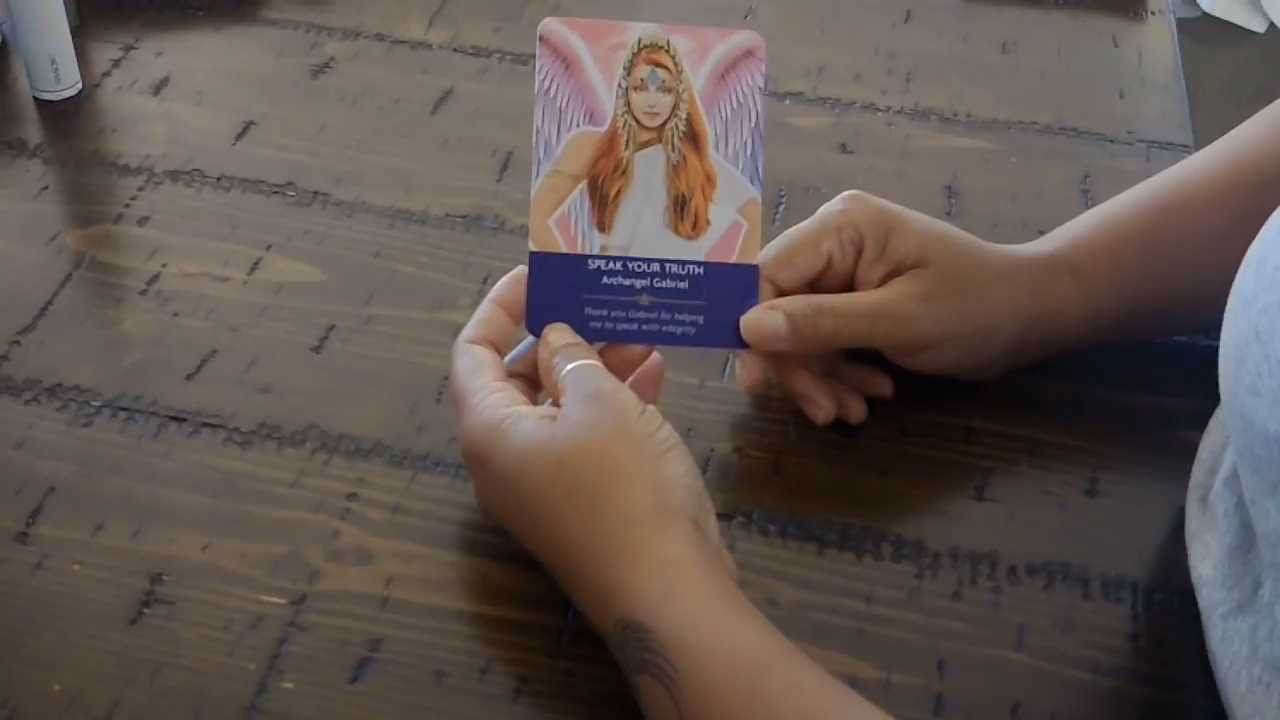 SPEAK YOUR TRUTH
Archangel Gabriel
Thank you Gabriel for helping
me to speak with integrity